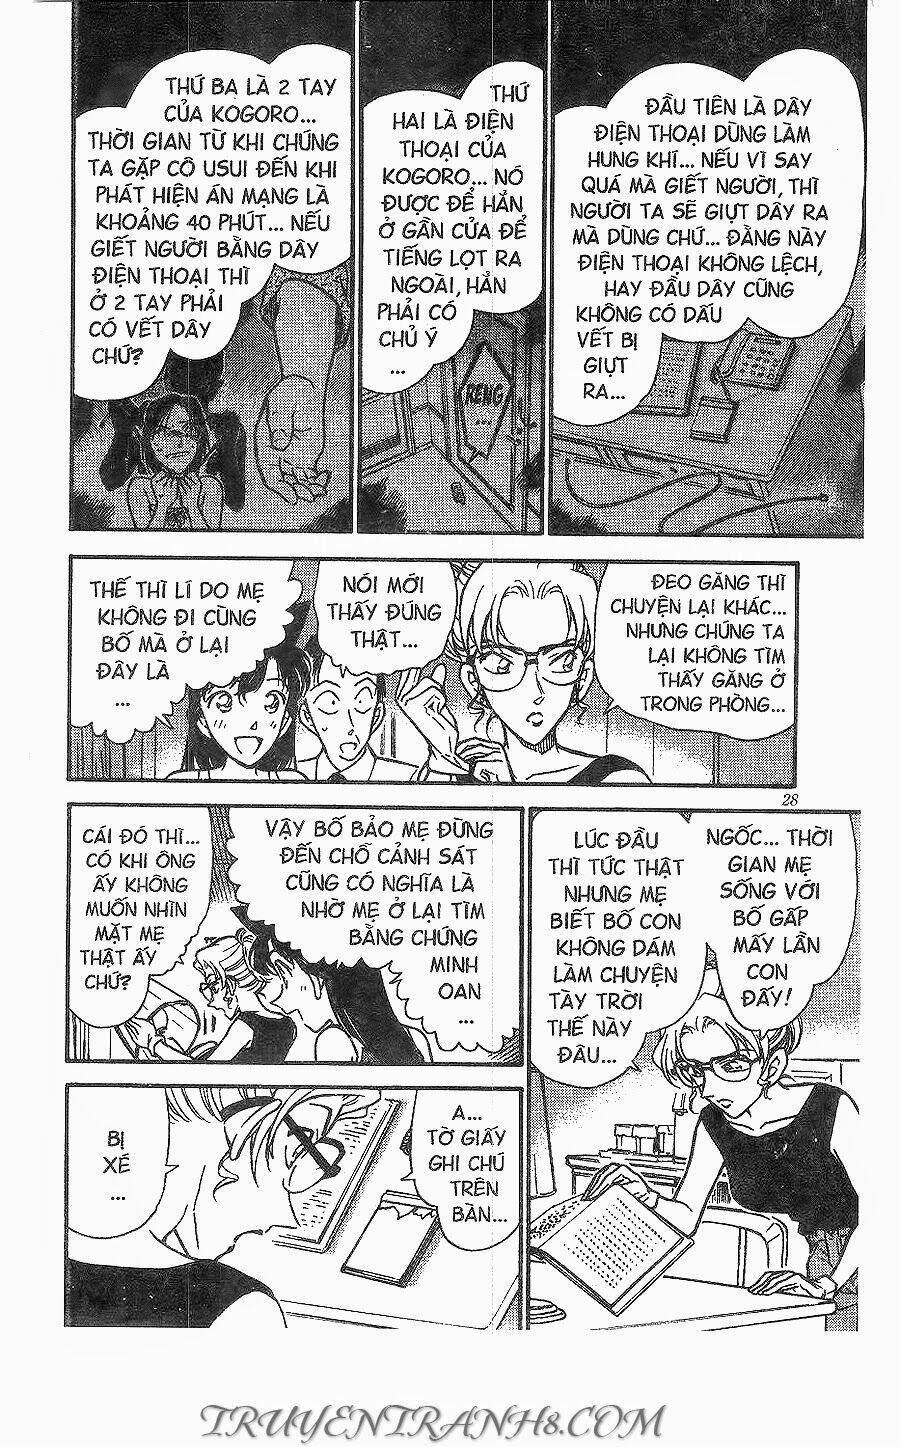 ĐẦU TIÊN LÀ DÂY
ĐIỆN THOẠI DÙNG LÀM
HUNG KHÍ... NẾU VÌ SAY
QUÁ MÀ GIẾT NGƯỜI, THÌ
NGƯỜI TA SẼ GIỰT DÂY RA
MÀ DÙNG CHỨ... ĐẰNG NÀY
ĐIỆN THOẠI KHÔNG LỆCH,
HAY ĐẦU DÂY CŨNG
KHÔNG CÓ DẤU
VẾT BỊ
GIỰT
RA...
THỨ
HAI LÀ ĐIỆN
THOẠI CỦA
KOGORO... NÓ
ĐƯỢC ĐỂ HẲN
Ở GẦN CỬA ĐỂ
TIẾNG LỌT RA
NGOÀI, HẲN
PHẢI CÓ
CHỦ Ý
...
RENG
...
THỨ BA LÀ 2 TAY
CỦA KOGORO...
THỜI GIAN TỪ KHI CHÚNG
TA GẶP CÔ USUI ĐẾN KHI
PHÁT HIỆN ÁN MẠNG LÀ
KHOẢNG 40 PHÚT... NẾU
GIẾT NGƯỜI BẰNG DÂY
ĐIỆN THOẠI THÌ
Ở 2 TAY PHẢI
CÓ VẾT DÂY
CHỨ?
ĐEO GĂNG THÌ
CHUYỆN LẠI KHÁC...
NHƯNG CHÚNG TA
LẠI KHÔNG TÌM
THẤY GĂNG Ở
TRONG PHÒNG...
NÓI MỚI
THẤY ĐÚNG
THẬT...
THẾ THÌ LÍ DO MẸ
KHÔNG ĐI CÙNG
BỐ MÀ Ở LẠI
ĐÂY LÀ
...
28
NGỐC... THỜI
GIAN MẸ
SỐNG VỚI
BỐ GẤP
MẤY LẦN
CON
ĐẤY!
LÚC ĐẦU
THÌ TỨC THẬT
NHƯNG MẸ
BIẾT BỐ CON
KHÔNG DÁM
LÀM CHUYỆN
TÀY TRỜI
THẾ NÀY
ĐÂU...
VẬY BỐ BẢO MẸ ĐỪNG
ĐẾN CHỖ CẢNH SÁT
CŨNG CÓ NGHĨA LÀ
NHỜ MẸ Ở LẠI TÌM
BẰNG CHỨNG
MINH
OAN
...
CÁI ĐÓ THÌ...
CÓ KHI ÔNG
ẤY KHÔNG
MUỐN NHÌN
MẶT MẸ
THẬT ẤY
CHỨ?
A...
TỜ GIẤY
GHI CHÚ
TRÊN
BÀN...
BỊ
XÉ
...
TRUYENTRANH8.COM